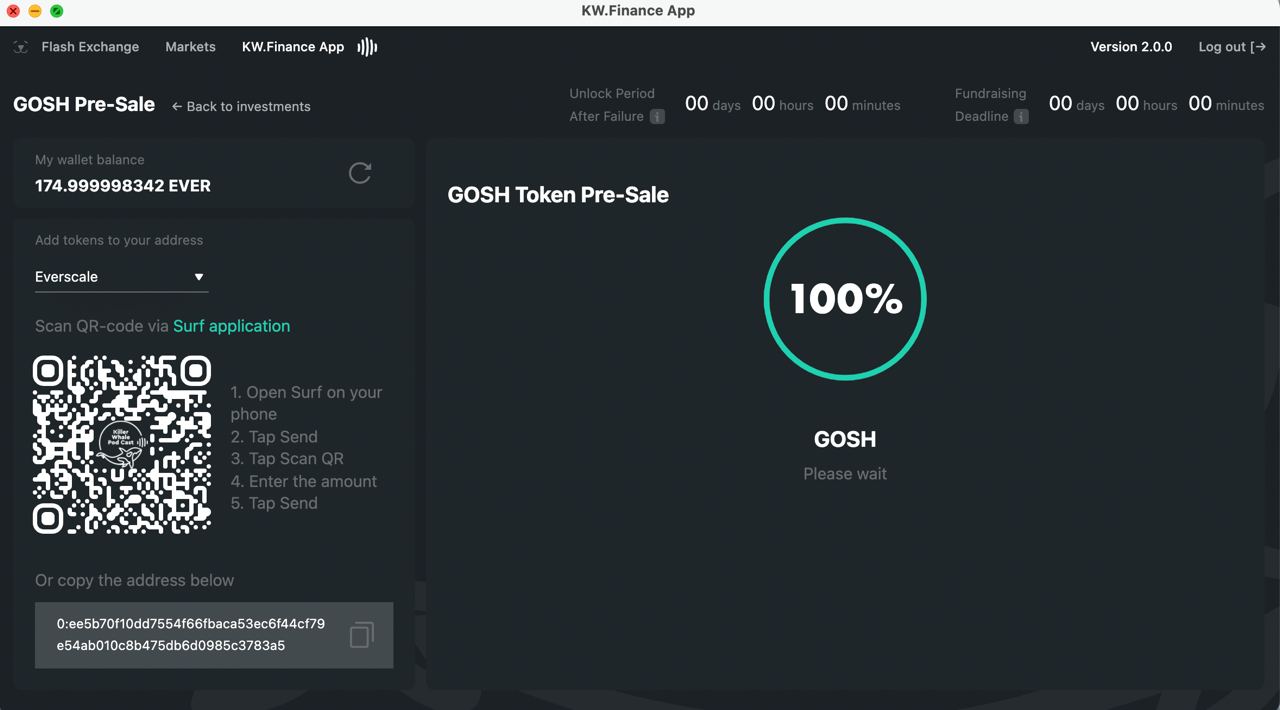 KW.Finance App
Flash Exchange Markets KW.Finance App Version 2.0.0 Log out
GOSH Pre-Sale ← Back to investments
Unlock Period
After Failure i
00 days 00 hours 00 minutes
Fundraising
Deadline i
00 days 00 hours 00 minutes
My wallet balance
174.999998342 EVER
Add tokens to your address
Everscale
Scan QR-code via Surf application
Killer
Whale
Pod Cast
1. Open Surf on your
phone
2. Tap Send
3. Tap Scan QR
4. Enter the amount
5. Tap Send
Or copy the address below
0:ee5b70f10dd7554f66fbaca53ec6f44cf79
e54ab010c8b475db6d0985c3783a5
GOSH Token Pre-Sale
100%
GOSH
Please wait